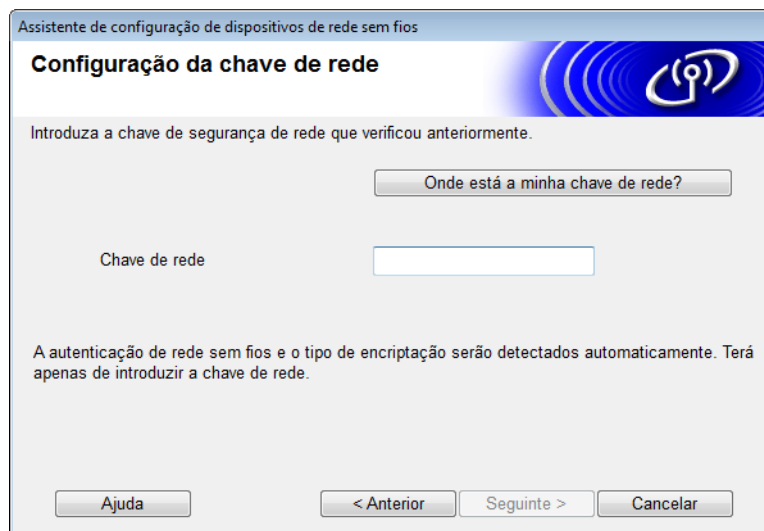 Assistente de configuração de dispositivos de rede sem fios
Configuração da chave de rede
Introduza a chave de segurança de rede que verificou anteriormente.
Onde está a minha chave de rede?
Chave de rede
A autenticação de rede sem fios e o tipo de encriptação serão detectados automaticamente. Terá
apenas de introduzir a chave de rede.
Ajuda
< Anterior
Seguinte >
Cancelar